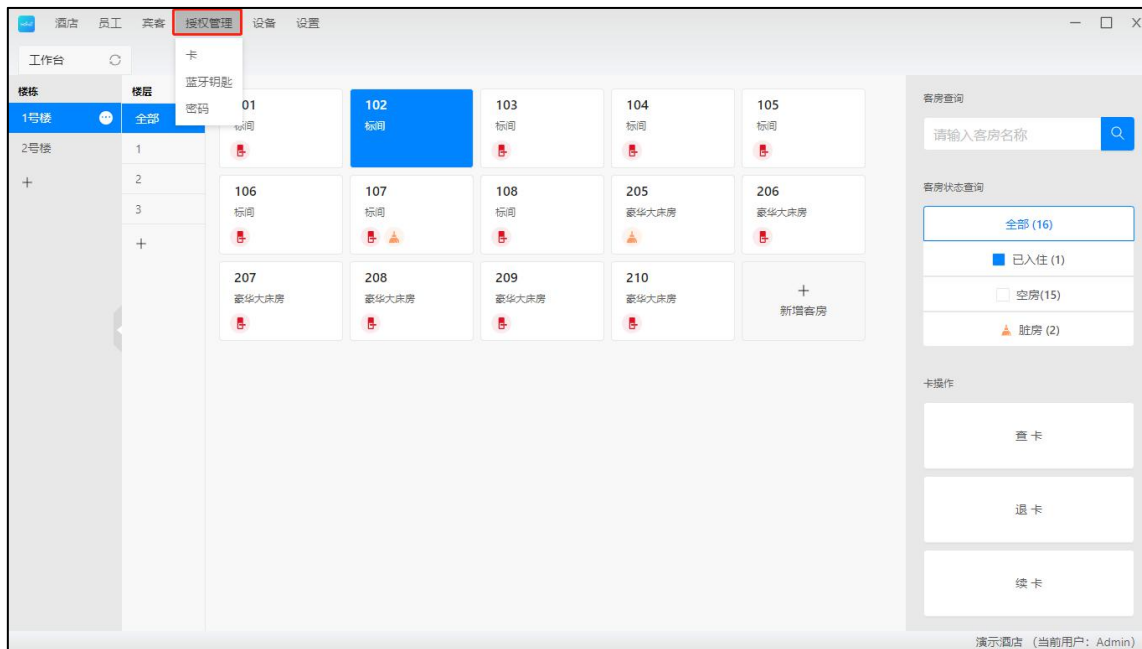 酒店 员工 宾客 授权管理 设备 设置
工作台
卡
蓝牙钥匙
密码
楼栋
1号楼
2号楼
+
楼层
全部
1
2
3
+
01
标间
102
标间
103
标间
104
标间
105
标间
106
标间
107
标间
108
标间
205
豪华大床房
206
豪华大床房
207
豪华大床房
208
豪华大床房
209
豪华大床房
210
豪华大床房
+
新增客房
客房查询
请输入客房名称
客房状态查询
全部 (16)
已入住 (1)
空房(15)
脏房 (2)
卡操作
查 卡
退 卡
续 卡
演示酒店 (当前用户: Admin)